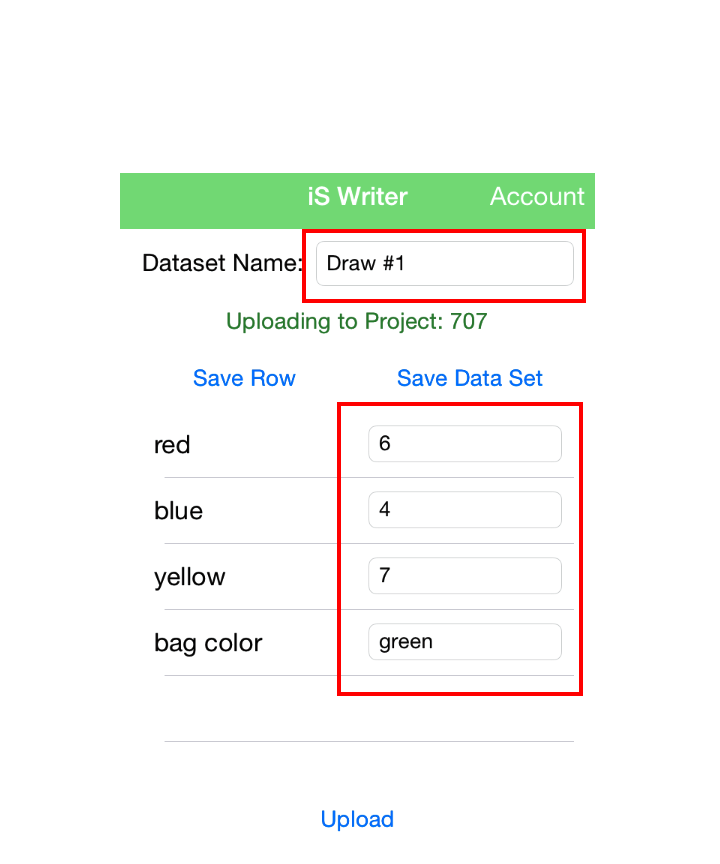 iS Writer Account
Dataset Name: Draw #1
Uploading to Project: 707
Save Row Save Data Set
red 6
blue 4
yellow 7
bag color green
Upload